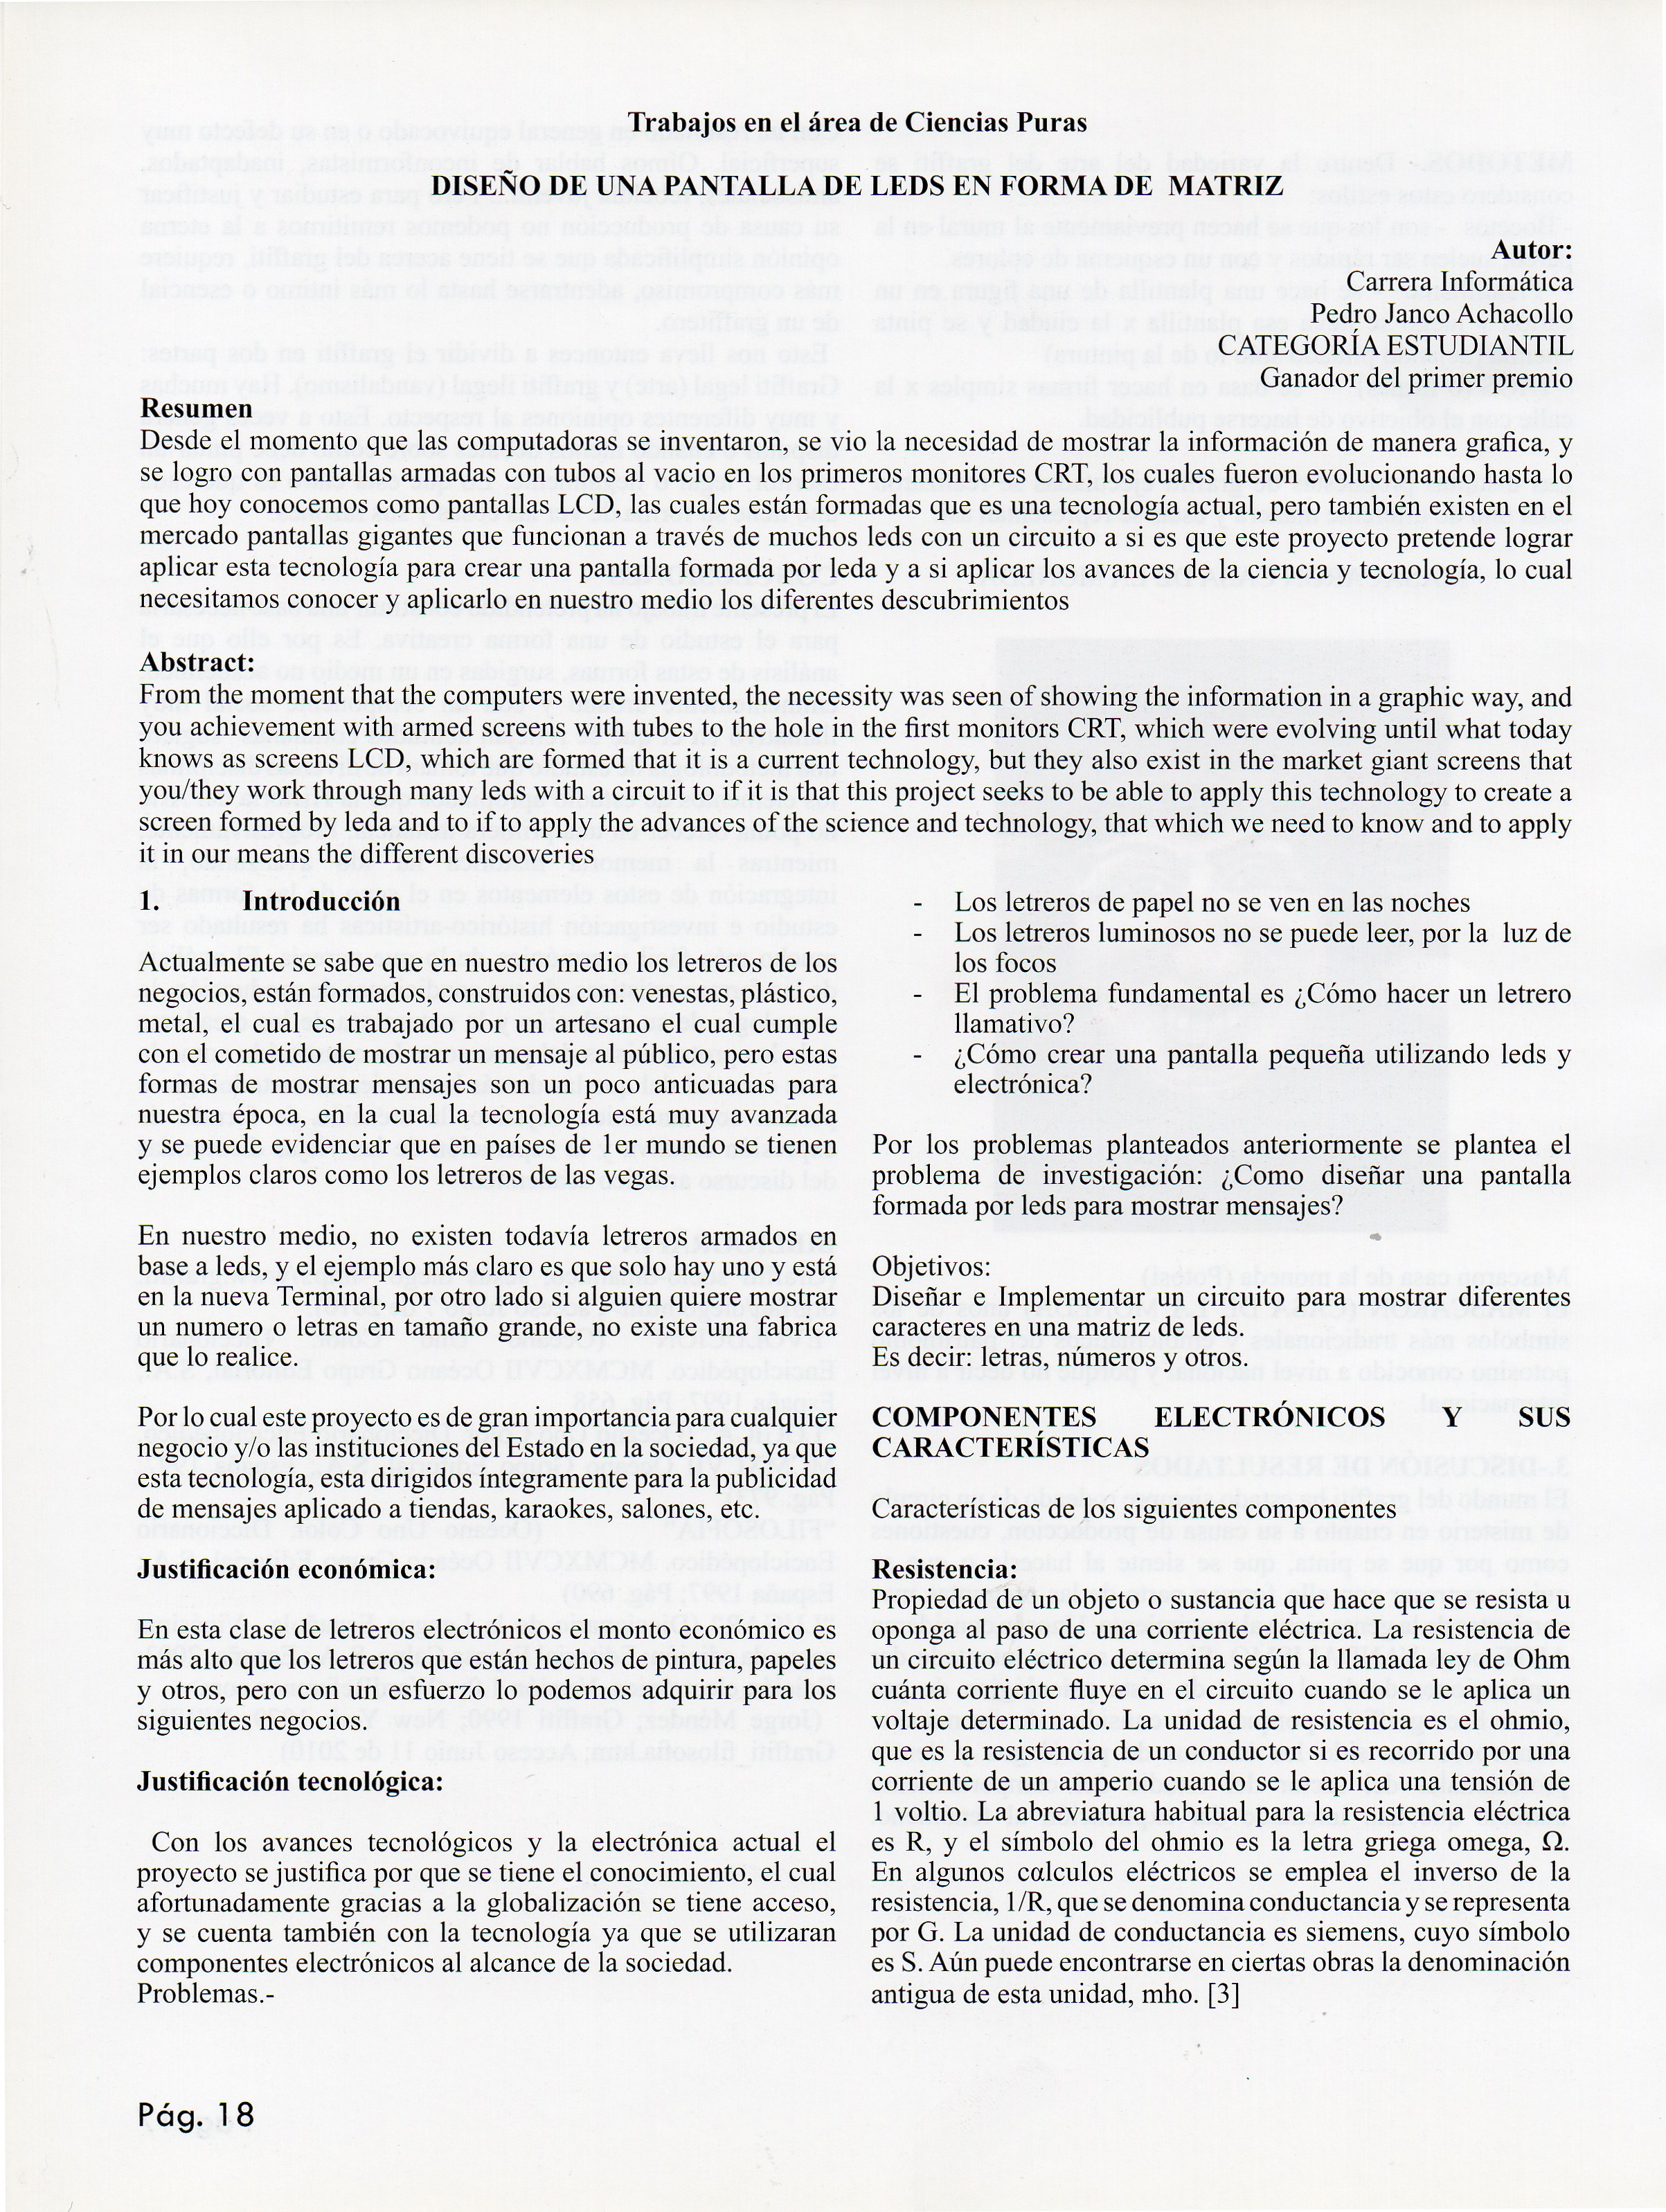 Trabajos en el área de Ciencias Puras
DISEÑO DE UNA PANTALLA DE LEDS EN FORMA DE MATRIZ
Autor:
Carrera Informática
Pedro Janco Achacollo
CATEGORÍA ESTUDIANTIL
Ganador del primer premio
Resumen
Desde el momento que las computadoras se inventaron, se vio la necesidad de mostrar la información de manera grafica, y
se logro con pantallas armadas con tubos al vacio en los primeros monitores CRT, los cuales fueron evolucionando hasta lo
que hoy conocemos como pantallas LCD, las cuales están formadas que es una tecnología actual, pero también existen en el
mercado pantallas gigantes que funcionan a través de muchos leds con un circuito a si es que este proyecto pretende lograr
aplicar esta tecnología para crear una pantalla formada por leda y a si aplicar los avances de la ciencia y tecnología, lo cual
necesitamos conocer y aplicarlo en nuestro medio los diferentes descubrimientos
Abstract:
From the moment that the computers were invented, the necessity was seen of showing the information in a graphic way, and
you achievement with armed screens with tubes to the hole in the first monitors CRT, which were evolving until what today
knows as screens LCD, which are formed that it is a current technology, but they also exist in the market giant screens that
you/they work through many leds with a circuit to if it is that this project seeks to be able to apply this technology to create a
screen formed by leda and to if to apply the advances of the science and technology, that which we need to know and to apply
it in our means the different discoveries
1. Introducción
Actualmente se sabe que en nuestro medio los letreros de los
negocios, están formados, construidos con: venestas, plástico,
metal, el cual es trabajado por un artesano el cual cumple
con el cometido de mostrar un mensaje al público, pero estas
formas de mostrar mensajes son un poco anticuadas para
nuestra época, en la cual la tecnología está muy avanzada
y se puede evidenciar que en países de 1er mundo se tienen
ejemplos claros como los letreros de las vegas.
En nuestro medio, no existen todavía letreros armados en
base a leds, y el ejemplo más claro es que solo hay uno y está
en la nueva Terminal, por otro lado si alguien quiere mostrar
un numero o letras en tamaño grande, no existe una fabrica
que lo realice.
Por lo cual este proyecto es de gran importancia para cualquier
negocio y/o las instituciones del Estado en la sociedad, ya que
esta tecnología, esta dirigidos íntegramente para la publicidad
de mensajes aplicado a tiendas, karaokes, salones, etc.
Justificación económica:
En esta clase de letreros electrónicos el monto económico es
más alto que los letreros que están hechos de pintura, papeles
y otros, pero con un esfuerzo lo podemos adquirir para los
siguientes negocios.
Justificación tecnológica:
Con los avances tecnológicos y la electrónica actual el
proyecto se justifica por que se tiene el conocimiento, el cual
afortunadamente gracias a la globalización se tiene acceso,
y se cuenta también con la tecnología ya que se utilizaran
componentes electrónicos al alcance de la sociedad.
Problemas.-
- Los letreros de papel no se ven en las noches
- Los letreros luminosos no se puede leer, por la luz de
los focos
- El problema fundamental es ¿Cómo hacer un letrero
llamativo?
- ¿Cómo crear una pantalla pequeña utilizando leds y
electrónica?
Por los problemas planteados anteriormente se plantea el
problema de investigación: ¿Como diseñar una pantalla
formada por leds para mostrar mensajes?
Objetivos:
Diseñar e Implementar un circuito para mostrar diferentes
caracteres en una matriz de leds.
Es decir: letras, números y otros.
COMPONENTES ELECTRÓNICOS Y SUS
CARACTERÍSTICAS
Características de los siguientes componentes
Resistencia:
Propiedad de un objeto o sustancia que hace que se resista u
oponga al paso de una corriente eléctrica. La resistencia de
un circuito eléctrico determina según la llamada ley de Ohm
cuánta corriente fluye en el circuito cuando se le aplica un
voltaje determinado. La unidad de resistencia es el ohmio,
que es la resistencia de un conductor si es recorrido por una
corriente de un amperio cuando se le aplica una tensión de
1 voltio. La abreviatura habitual para la resistencia eléctrica
es R, y el símbolo del ohmio es la letra griega omega, Ω.
En algunos cαlculos eléctricos se emplea el inverso de la
resistencia, 1/R, que se denomina conductancia y se representa
por G. La unidad de conductancia es siemens, cuyo símbolo
es S. Aún puede encontrarse en ciertas obras la denominación
antigua de esta unidad, mho. [3]
Pág. 18